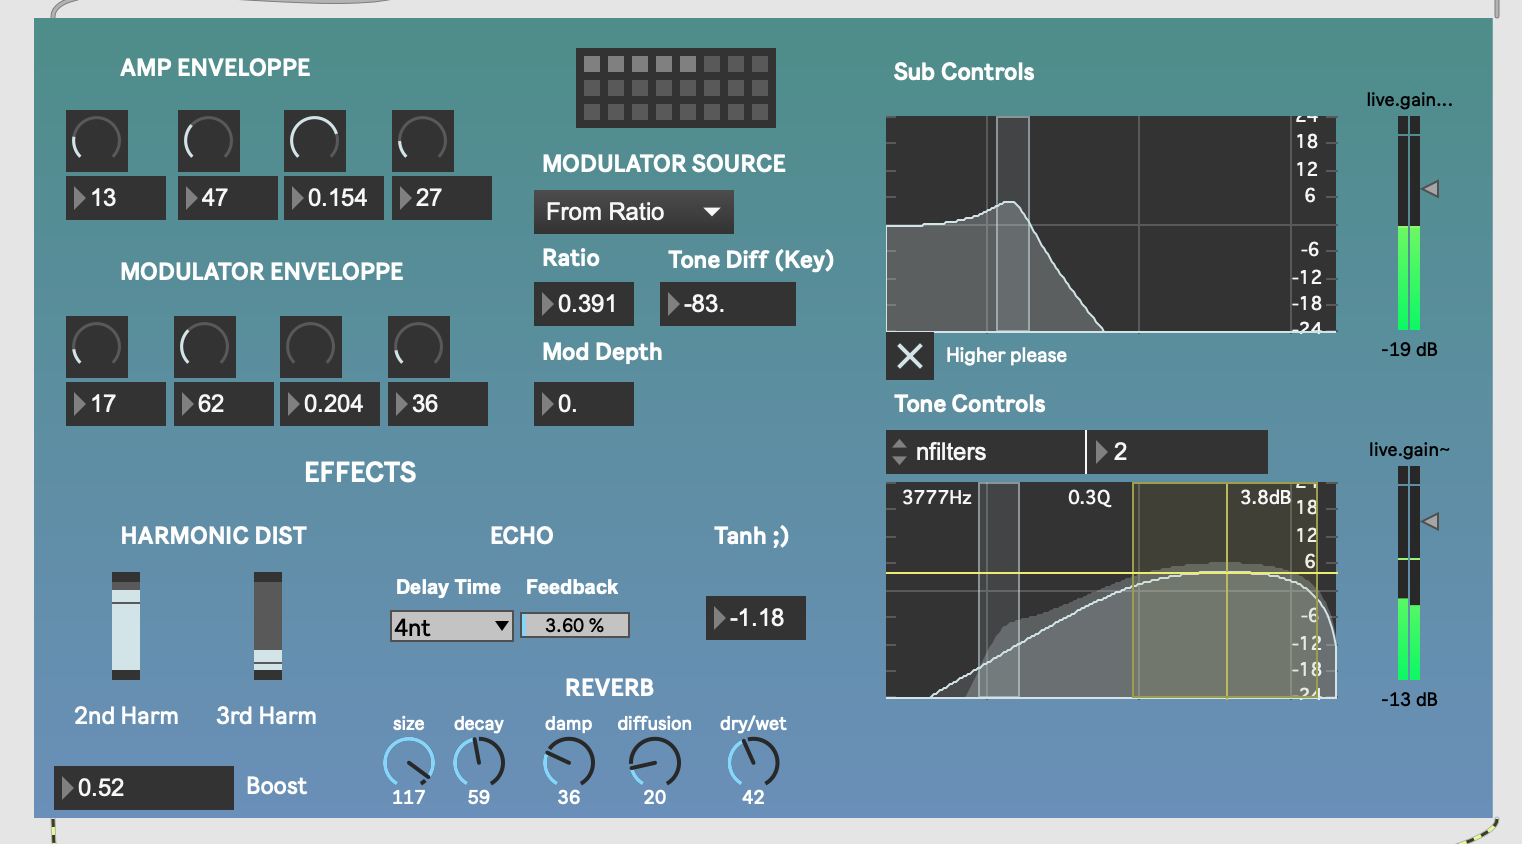 AMP ENVELOPPE
13
47
0.154
27
MODULATOR ENVELOPPE
17
62
0.204
36
MODULATOR SOURCE
From Ratio
Ratio
Tone Diff (Key)
0.391
-83.
Mod Depth
0.
EFFECTS
HARMONIC DIST
2nd Harm
3rd Harm
0.52
Boost
ECHO
Delay Time
Feedback
4nt
3.60 %
Tanh ;)
-1.18
REVERB
size
decay
damp
diffusion
dry/wet
117
59
36
20
42
Sub Controls
24
18
12
6
-6
-12
-18
-24
Higher please
live.gain...
-19 dB
Tone Controls
nfilters
2
3777Hz
0.3Q
3.8dB
24
18
12
6
-6
-12
-18
-24
live.gain~
-13 dB